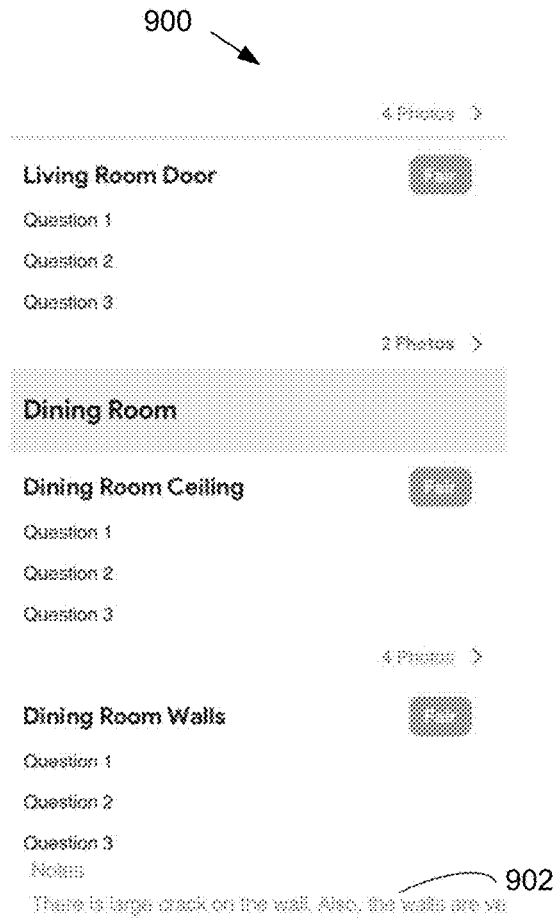 900
4 Photos >
Living Room Door
Question 1
Question 2
Question 3
2 Photos >
Dining Room
Dining Room Ceiling
Question 1
Question 2
Question 3
4 Photos >
Dining Room Walls
Question 1
Question 2
Question 3
Notes
902
There is large crack on the wall. Also, the walls are ve